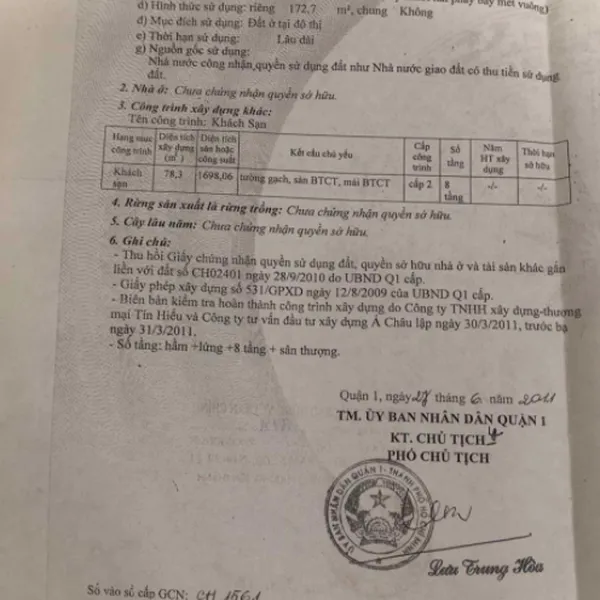 d) Hình thức sử dụng: riêng 172,7 m², chung Không
đ) Mục đích sử dụng: Đất ở tại đô thị
e) Thời hạn sử dụng: Lâu dài
g) Nguồn gốc sử dụng:
Nhà nước công nhận quyền sử dụng đất như Nhà nước giao đất có thu tiền sử dụng
đất.
2. Nhà ở: Chưa chứng nhận quyền sở hữu.
3. Công trình xây dựng khác:
Tên công trình: Khách Sạn
Hạng mục công trình | Diện tích xây dựng (m²) | Diện tích sàn hoặc công suất | Kết cấu chủ yếu | Cấp công trình | Số tầng | Năm HT xây dựng | Thời hạn sở hữu
Khách sạn | 78,3 | 1698,06 | tường gạch, sàn BTCT, mái BTCT | cấp 2 | 8 tầng | -/- | -/-
4. Rừng sản xuất là rừng trồng: Chưa chứng nhận quyền sở hữu.
5. Cây lâu năm: Chưa chứng nhận quyền sở hữu.
6. Ghi chú:
- Thu hồi Giấy chứng nhận quyền sử dụng đất, quyền sở hữu nhà ở và tài sản khác gắn
liền với đất số CH02401 ngày 28/9/2010 do UBND Q1 cấp.
- Giấy phép xây dựng số 531/GPXD ngày 12/8/2009 của UBND Q1 cấp.
- Biên bản kiểm tra hoàn thành công trình xây dựng do Công ty TNHH xây dựng-thương
mại Tín Hiếu và Công ty tư vấn đầu tư xây dựng Á Châu lập ngày 30/3/2011, trước bạ
ngày 31/3/2011.
- Số tầng: hầm +lửng +8 tầng + sân thượng.
Quận 1, ngày 27 tháng 6 năm 2011
TM. ỦY BAN NHÂN DÂN QUẬN 1
KT. CHỦ TỊCH
PHÓ CHỦ TỊCH
ỦY BAN NHÂN DÂN QUẬN 1 - THÀNH PHỐ HỒ CHÍ MINH
Lưu Trung Hòa
Số vào sổ cấp GCN: CH 1561